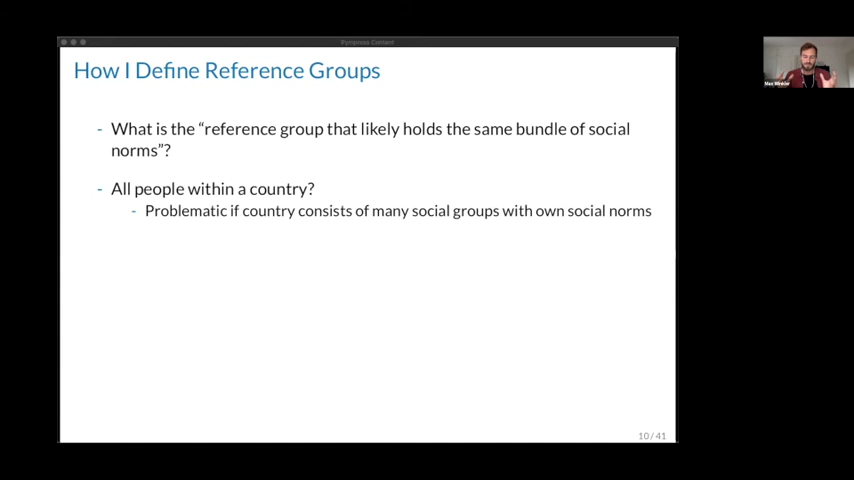 Pympress Content
How I Define Reference Groups
- What is the “reference group that likely holds the same bundle of social
norms”?
- All people within a country?
- Problematic if country consists of many social groups with own social norms
10/41